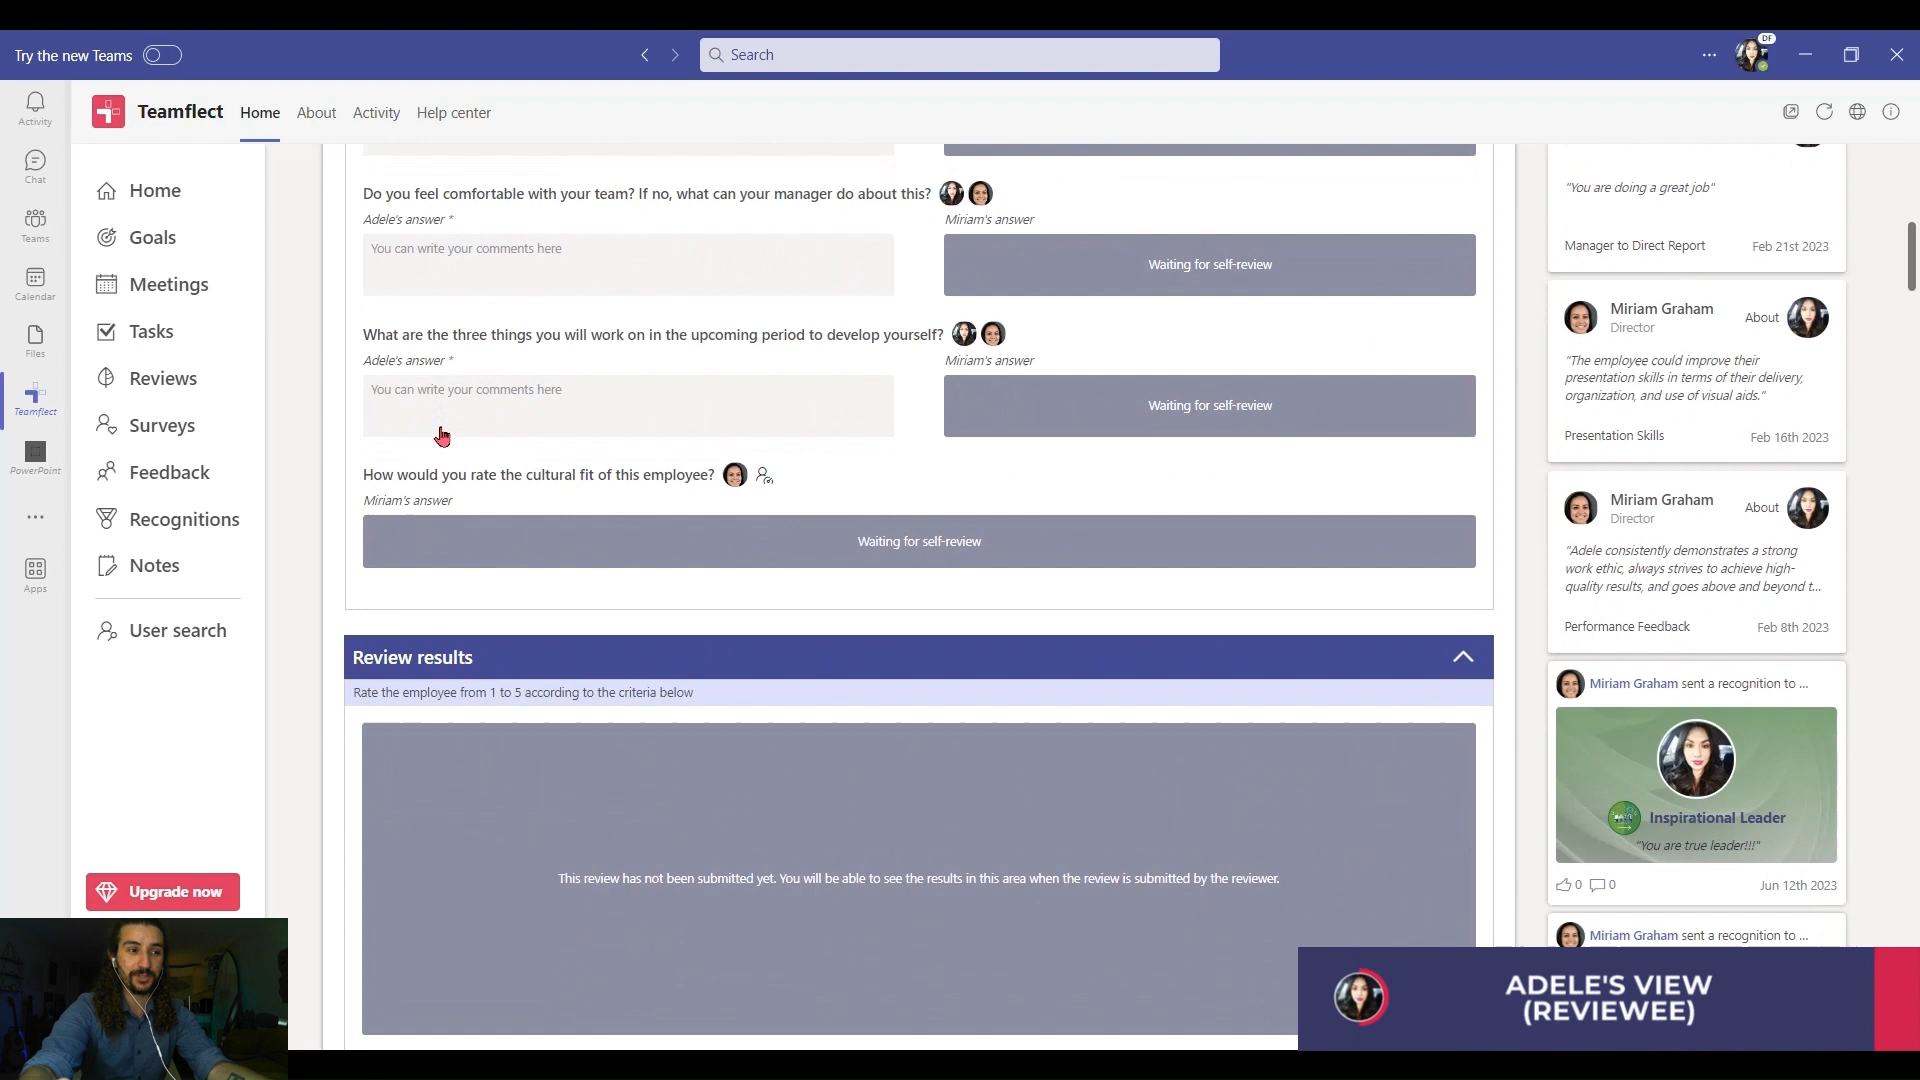 Try the new Teams
Search
DF
Teamflect
Home
About
Activity
Help center
Activity
Chat
Teams
Calendar
Files
Teamflect
PowerPoint
Apps
Home
Goals
Meetings
Tasks
Reviews
Surveys
Feedback
Recognitions
Notes
User search
Upgrade now
Do you feel comfortable with your team? If no, what can your manager do about this?
Adele's answer *
Miriam's answer
You can write your comments here
Waiting for self-review
What are the three things you will work on in the upcoming period to develop yourself?
Adele's answer *
Miriam's answer
You can write your comments here
Waiting for self-review
How would you rate the cultural fit of this employee?
Miriam's answer
Waiting for self-review
Review results
Rate the employee from 1 to 5 according to the criteria below
This review has not been submitted yet. You will be able to see the results in this area when the review is submitted by the reviewer.
"You are doing a great job"
Manager to Direct Report
Feb 21st 2023
Miriam Graham
Director
About
"The employee could improve their
presentation skills in terms of their delivery,
organization, and use of visual aids."
Presentation Skills
Feb 16th 2023
Miriam Graham
Director
About
"Adele consistently demonstrates a strong
work ethic, always strives to achieve high-
quality results, and goes above and beyond t...
Performance Feedback
Feb 8th 2023
Miriam Graham sent a recognition to ...
Inspirational Leader
"You are true leader!!!"
0
0
Jun 12th 2023
Miriam Graham sent a recognition to ...
ADELE'S VIEW
(REVIEWEE)